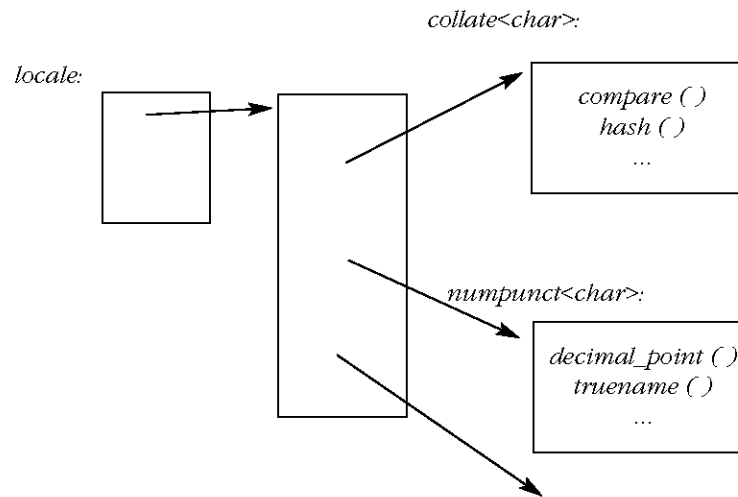 collate<char>:
locale:
compare ( )
hash ( )
...
numpunct<char>:
decimal_point ( )
truename ( )
...